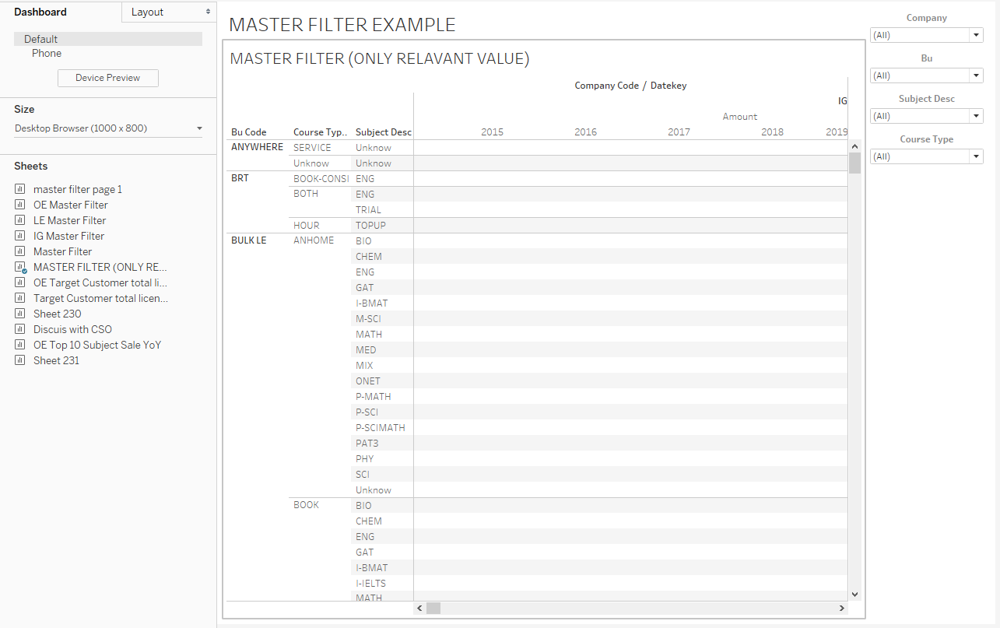 Dashboard
Layout
Default
Phone
Device Preview
Size
Desktop Browser (1000 x 800)
Sheets
master filter page 1
OE Master Filter
LE Master Filter
IG Master Filter
Master Filter
MASTER FILTER (ONLY RE...
OE Target Customer total li...
Target Customer total licen...
Sheet 230
Discuis with CSO
OE Top 10 Subject Sale YoY
Sheet 231
MASTER FILTER EXAMPLE
MASTER FILTER (ONLY RELAVANT VALUE)
Company Code / Datekey
IG
Amount
Bu Code Course Typ.. Subject Desc 2015 2016 2017 2018 2019
ANYWHERE SERVICE Unknow
Unknow Unknow
BRT BOOK-CONSI ENG
BOTH ENG
TRIAL
HOUR TOPUP
BULK LE ANHOME BIO
CHEM
ENG
GAT
I-BMAT
M-SCI
MATH
MED
MIX
ONET
P-MATH
P-SCI
P-SCIMATH
PAT3
PHY
SCI
Unknow
BOOK BIO
CHEM
ENG
GAT
I-BMAT
I-IELTS
MATH
Company
(All)
Bu
(All)
Subject Desc
(All)
Course Type
(All)